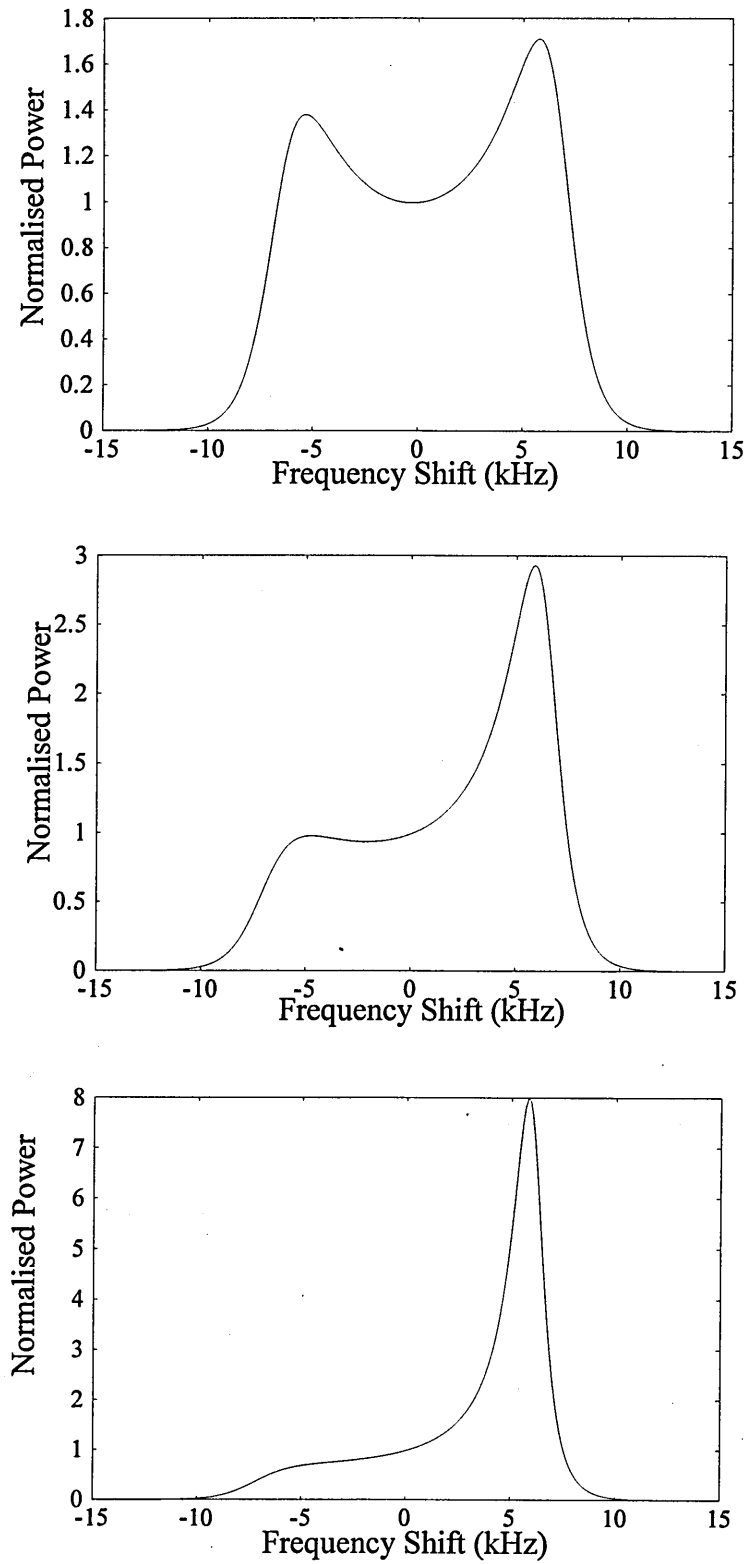 1.8
1.6
1.4
1.2
1
0.8
0.6
0.4
0.2
0
Normalised Power
-15 -10 -5 0 5 10 15
Frequency Shift (kHz)
3
2.5
2
1.5
1
0.5
0
Normalised Power
-15 -10 -5 0 5 10 15
Frequency Shift (kHz)
8
7
6
5
4
3
2
1
0
Normalised Power
-15 -10 -5 0 5 10 15
Frequency Shift (kHz)